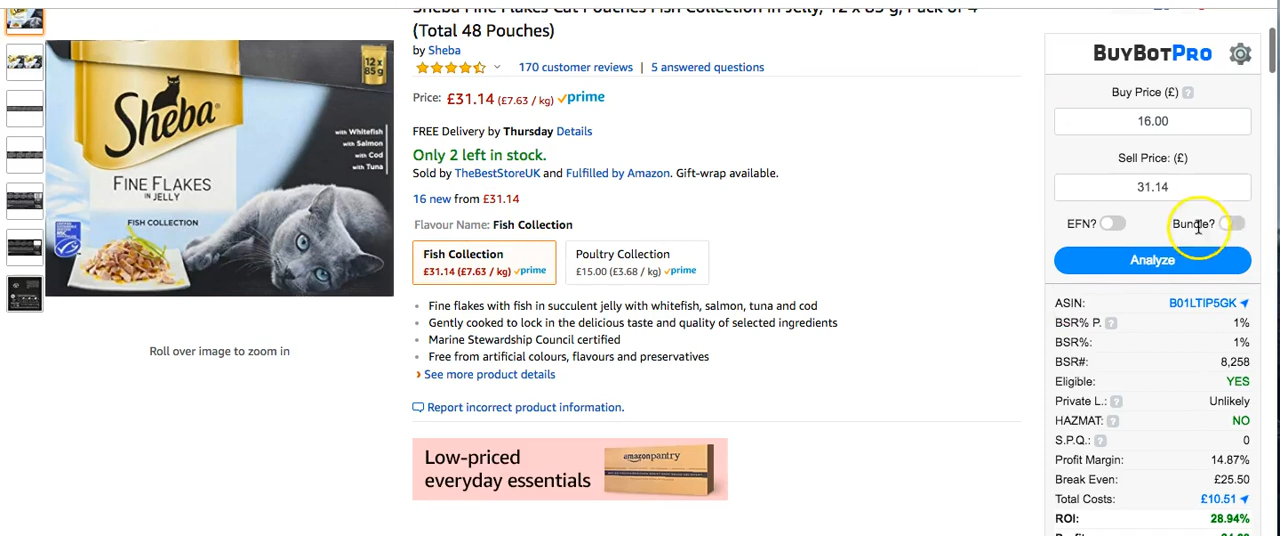 Sheba Fine Flakes Cat Pouches Fish Collection in Jelly, 12 x 85 g, Pack of 4
(Total 48 Pouches)
by Sheba
170 customer reviews | 5 answered questions
Price: £31.14 (£7.63 / kg) prime
FREE Delivery by Thursday Details
Only 2 left in stock.
Sold by TheBestStoreUK and Fulfilled by Amazon. Gift-wrap available.
16 new from £31.14
Flavour Name: Fish Collection
Fish Collection
£31.14 (£7.63 / kg) prime
Poultry Collection
£15.00 (£3.68 / kg) prime
• Fine flakes with fish in succulent jelly with whitefish, salmon, tuna and cod
• Gently cooked to lock in the delicious taste and quality of selected ingredients
• Marine Stewardship Council certified
• Free from artificial colours, flavours and preservatives
› See more product details
Report incorrect product information.
Low-priced
everyday essentials
amazonpantry
12x
85g
Sheba
with Whitefish
with Salmon
with Cod
with Tuna
FINE FLAKES
IN JELLY
FISH COLLECTION
Roll over image to zoom in
BUYBOTPRO
Buy Price (£) ?
16.00
Sell Price: (£)
31.14
EFN? Bundle?
Analyze
ASIN: B01LTIP5GK
BSR% P. ? 1%
BSR%: 1%
BSR#: 8,258
Eligible: YES
Private L.: ? Unlikely
HAZMAT: ? NO
S.P.Q.: ? 0
Profit Margin: 14.87%
Break Even: £25.50
Total Costs: £10.51
ROI: 28.94%